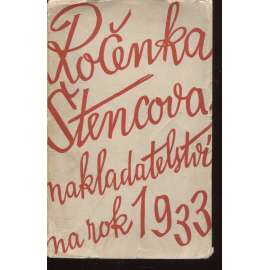 Ročenka
Štencova
nakladatelství
na rok 1933